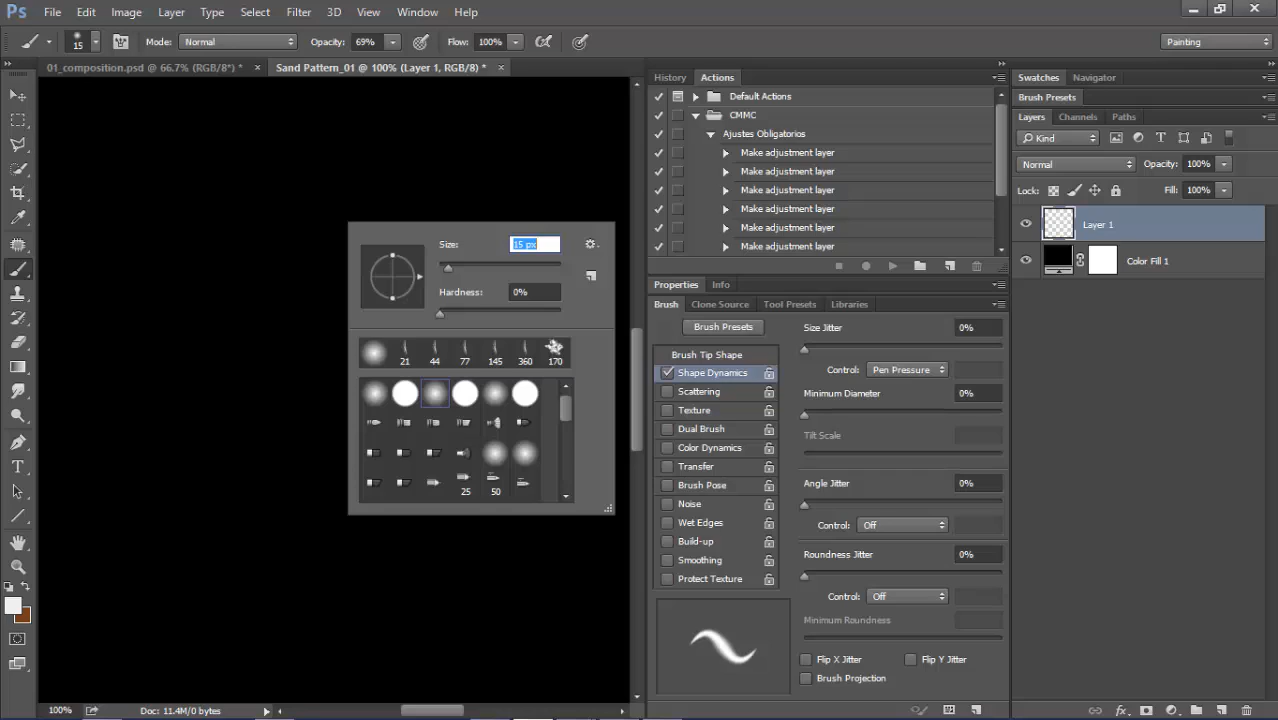 Ps File Edit Image Layer Type Select Filter 3D View Window Help
15 Mode: Normal Opacity: 69% Flow: 100% Painting
01_composition.psd @ 66.7% (RGB/8*) * × Sand Pattern_01 @ 100% (Layer 1, RGB/8) * ×
History Actions
Default Actions
CMMC
Ajustes Obligatorios
Make adjustment layer
Make adjustment layer
Make adjustment layer
Make adjustment layer
Make adjustment layer
Make adjustment layer
Swatches Navigator
Brush Presets
Layers Channels Paths
Kind
Normal Opacity: 100%
Lock: Fill: 100%
Layer 1
Color Fill 1
Size: 15 px
Hardness: 0%
21 44 77 145 360 170
25 50
Properties Info
Brush Clone Source Tool Presets Libraries
Brush Presets
Brush Tip Shape
Shape Dynamics
Scattering
Texture
Dual Brush
Color Dynamics
Transfer
Brush Pose
Noise
Wet Edges
Build-up
Smoothing
Protect Texture
Size Jitter 0%
Control: Pen Pressure
Minimum Diameter 0%
Tilt Scale
Angle Jitter 0%
Control: Off
Roundness Jitter 0%
Control: Off
Minimum Roundness
Flip X Jitter Flip Y Jitter
Brush Projection
100% Doc: 11.4M/0 bytes